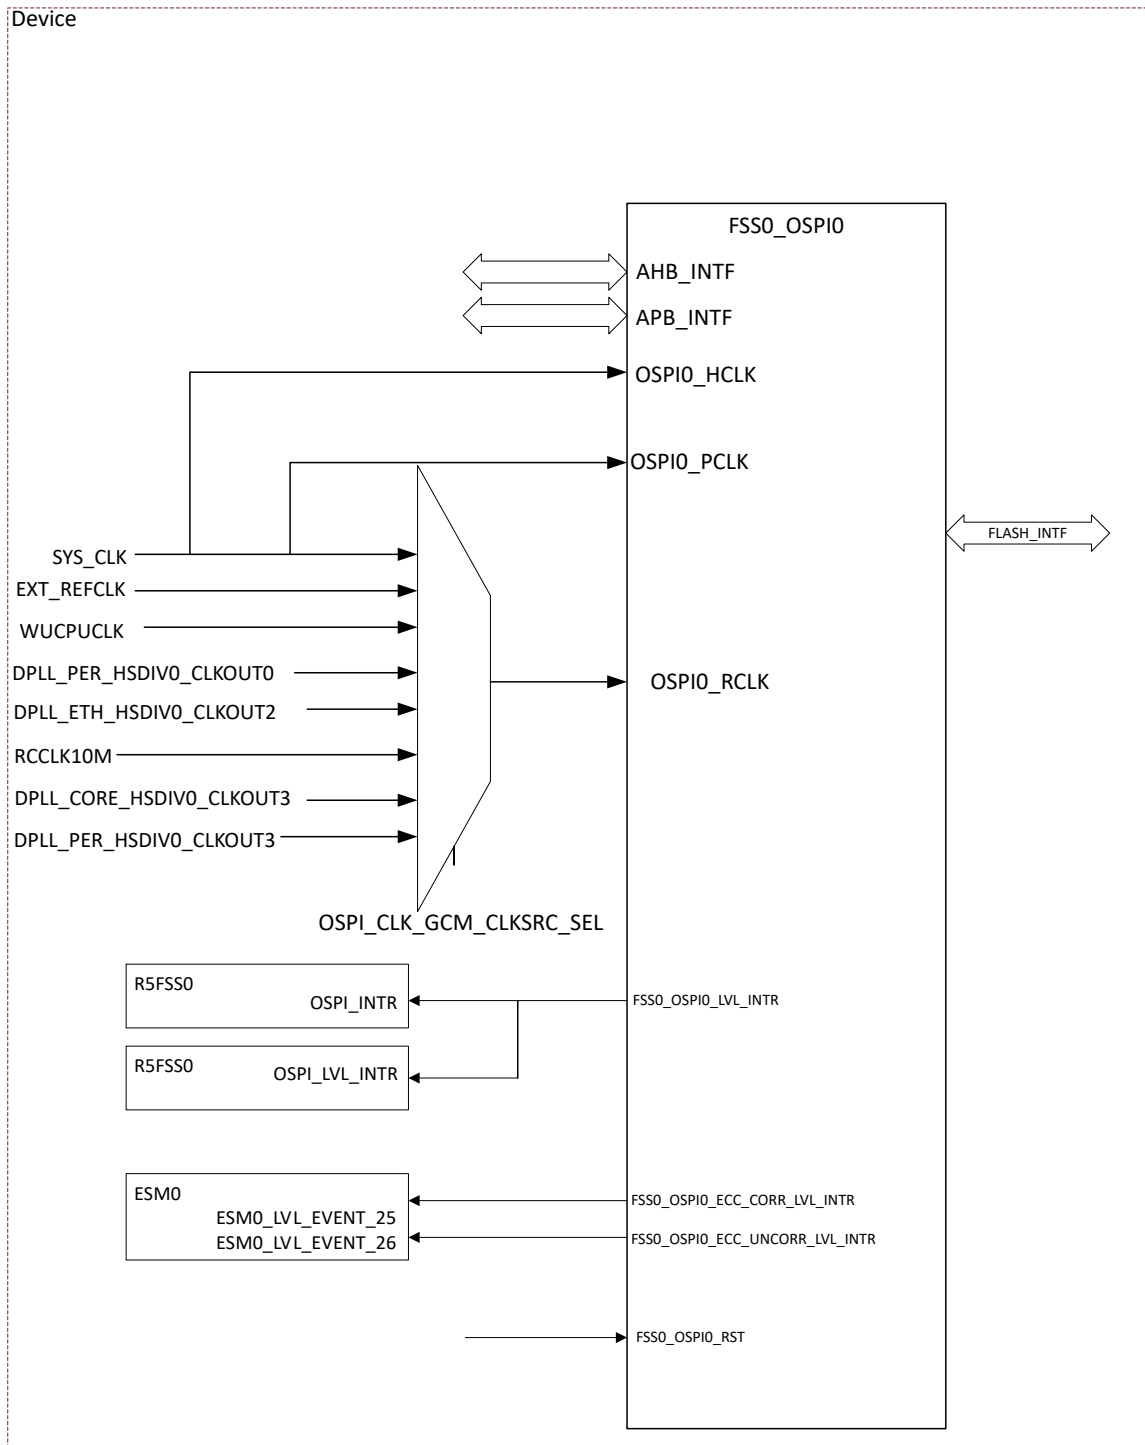 Device
FSS0_OSPI0
AHB_INTF
APB_INTF
OSPI0_HCLK
OSPI0_PCLK
FLASH_INTF
SYS_CLK
EXT_REFCLK
WUCPUCLK
DPLL_PER_HSDIV0_CLKOUT0
OSPI0_RCLK
DPLL_ETH_HSDIV0_CLKOUT2
RCCLK10M
DPLL_CORE_HSDIV0_CLKOUT3
DPLL_PER_HSDIV0_CLKOUT3
OSPI_CLK_GCM_CLKSRC_SEL
R5FSS0
OSPI_INTR
FSS0_OSPI0_LVL_INTR
R5FSS0
OSPI_LVL_INTR
ESM0
FSS0_OSPI0_ECC_CORR_LVL_INTR
ESM0_LVL_EVENT_25
ESM0_LVL_EVENT_26
FSS0_OSPI0_ECC_UNCORR_LVL_INTR
FSS0_OSPI0_RST